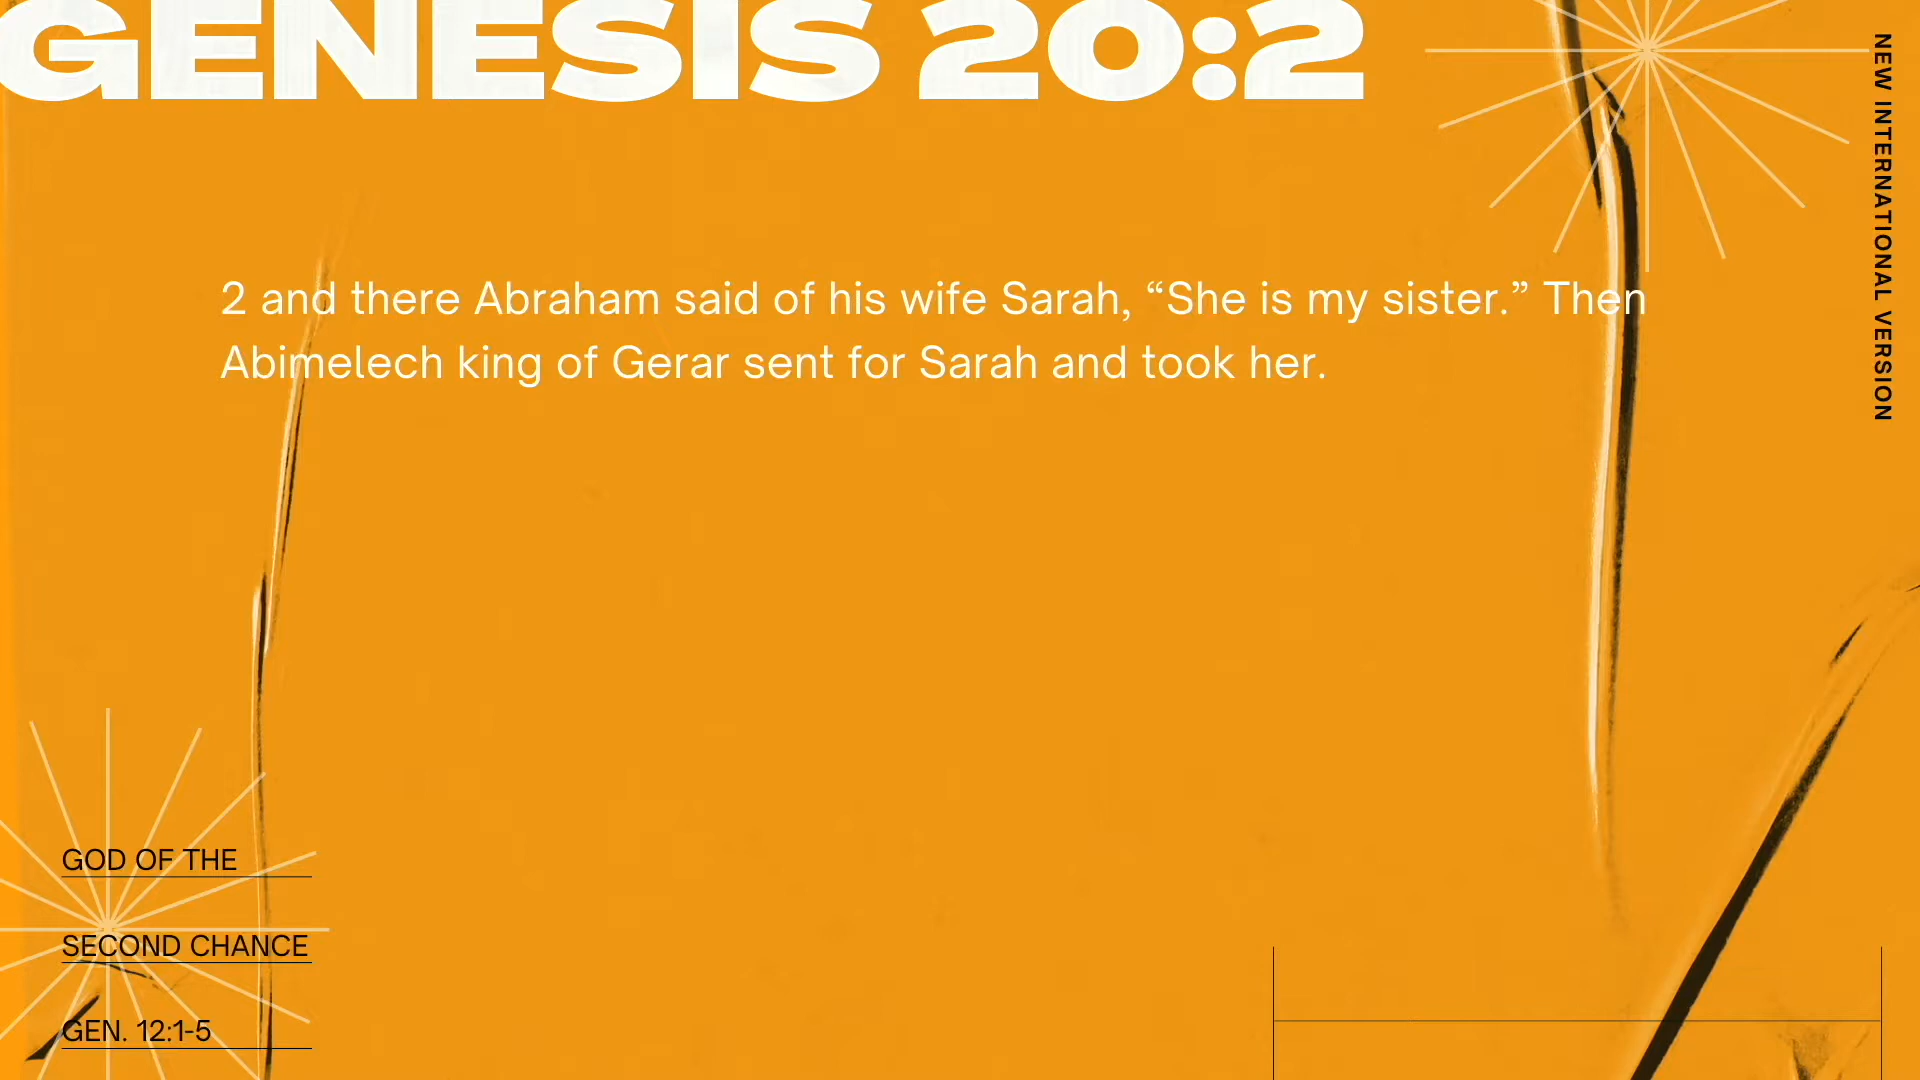 GENESIS 20:2
NEW INTERNATIONAL VERSION
2 and there Abraham said of his wife Sarah, “She is my sister.” Then
Abimelech king of Gerar sent for Sarah and took her.
GOD OF THE
SECOND CHANCE
GEN. 12:1-5